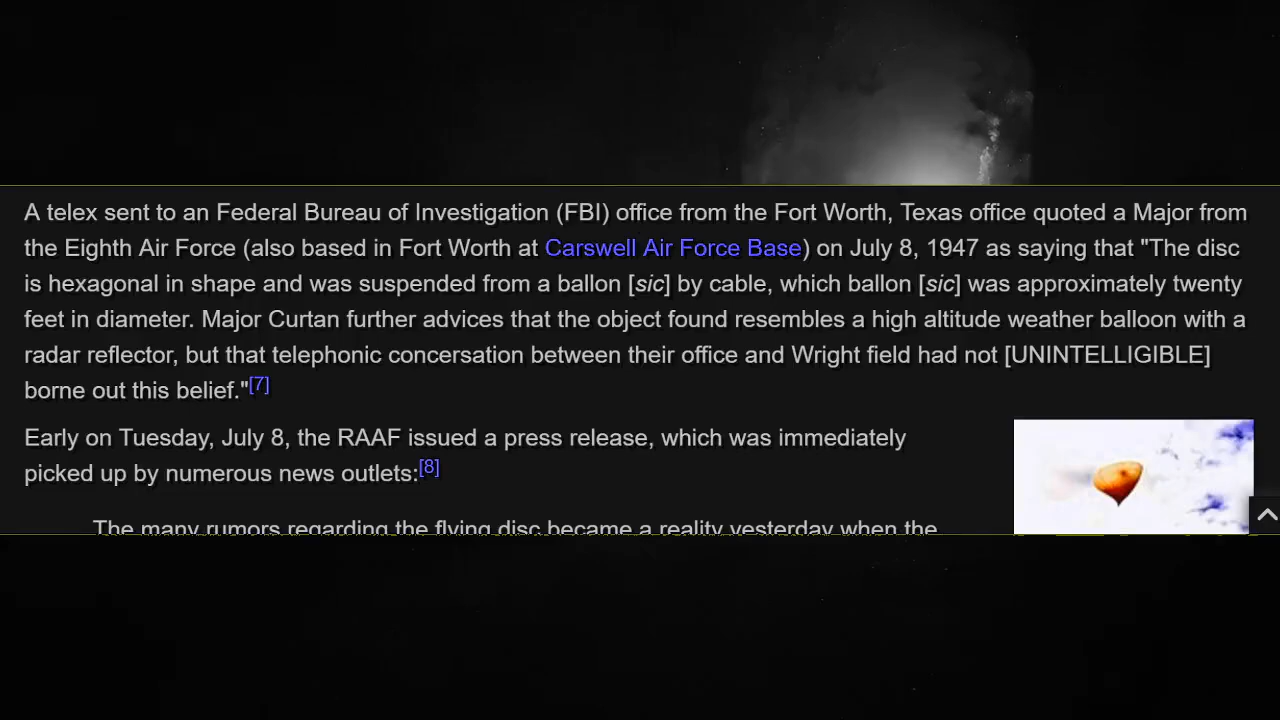 A telex sent to an Federal Bureau of Investigation (FBI) office from the Fort Worth, Texas office quoted a Major from
the Eighth Air Force (also based in Fort Worth at Carswell Air Force Base) on July 8, 1947 as saying that "The disc
is hexagonal in shape and was suspended from a ballon [sic] by cable, which ballon [sic] was approximately twenty
feet in diameter. Major Curtan further advices that the object found resembles a high altitude weather balloon with a
radar reflector, but that telephonic concersation between their office and Wright field had not [UNINTELLIGIBLE]
borne out this belief."[7]
Early on Tuesday, July 8, the RAAF issued a press release, which was immediately
picked up by numerous news outlets:[8]
The many rumors regarding the flying disc became a reality yesterday when the